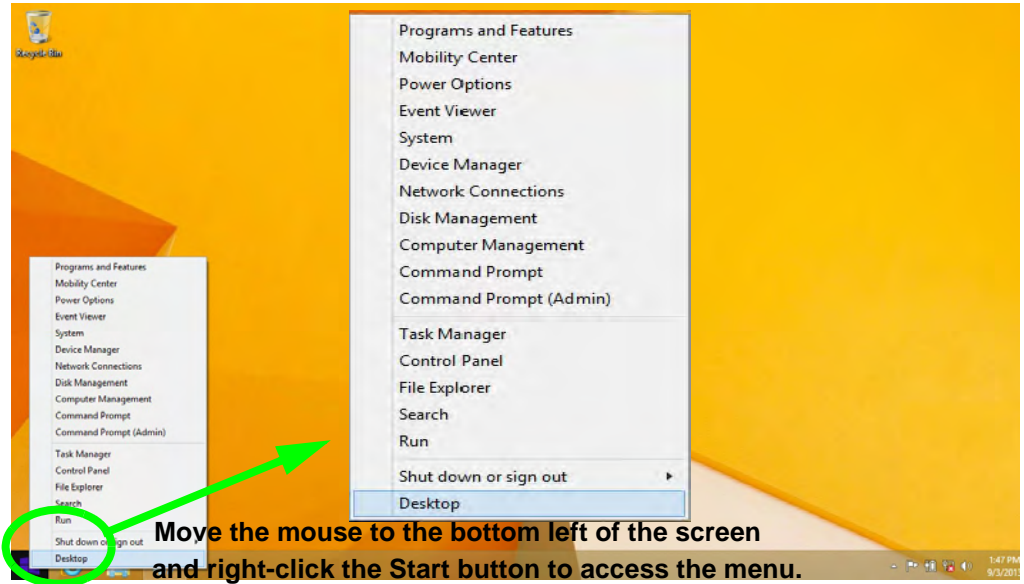 Recycle Bin
Programs and Features
Mobility Center
Power Options
Event Viewer
System
Device Manager
Network Connections
Disk Management
Computer Management
Command Prompt
Command Prompt (Admin)
Task Manager
Control Panel
File Explorer
Search
Run
Shut down or sign out
Desktop
Programs and Features
Mobility Center
Power Options
Event Viewer
System
Device Manager
Network Connections
Disk Management
Computer Management
Command Prompt
Command Prompt (Admin)
Task Manager
Control Panel
File Explorer
Search
Run
Shut down or sign out
Desktop
Move the mouse to the bottom left of the screen
and right-click the Start button to access the menu.
1:47 PM
9/3/2013